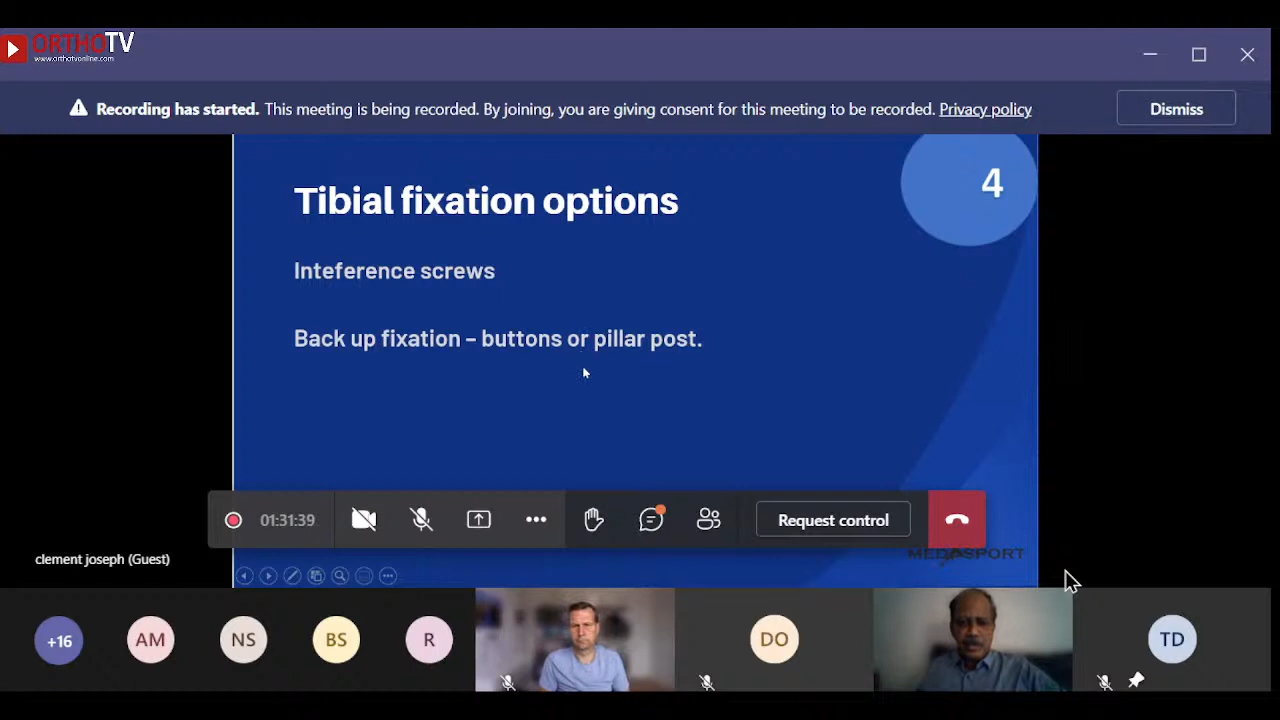 ORTHOTV
www.orthotvonline.com
Recording has started. This meeting is being recorded. By joining, you are giving consent for this meeting to be recorded. Privacy policy
Dismiss
4
Tibial fixation options
Inteference screws
Back up fixation – buttons or pillar post.
01:31:39
Request control
MEDASPORT
clement joseph (Guest)
+16
AM
NS
BS
R
DO
TD